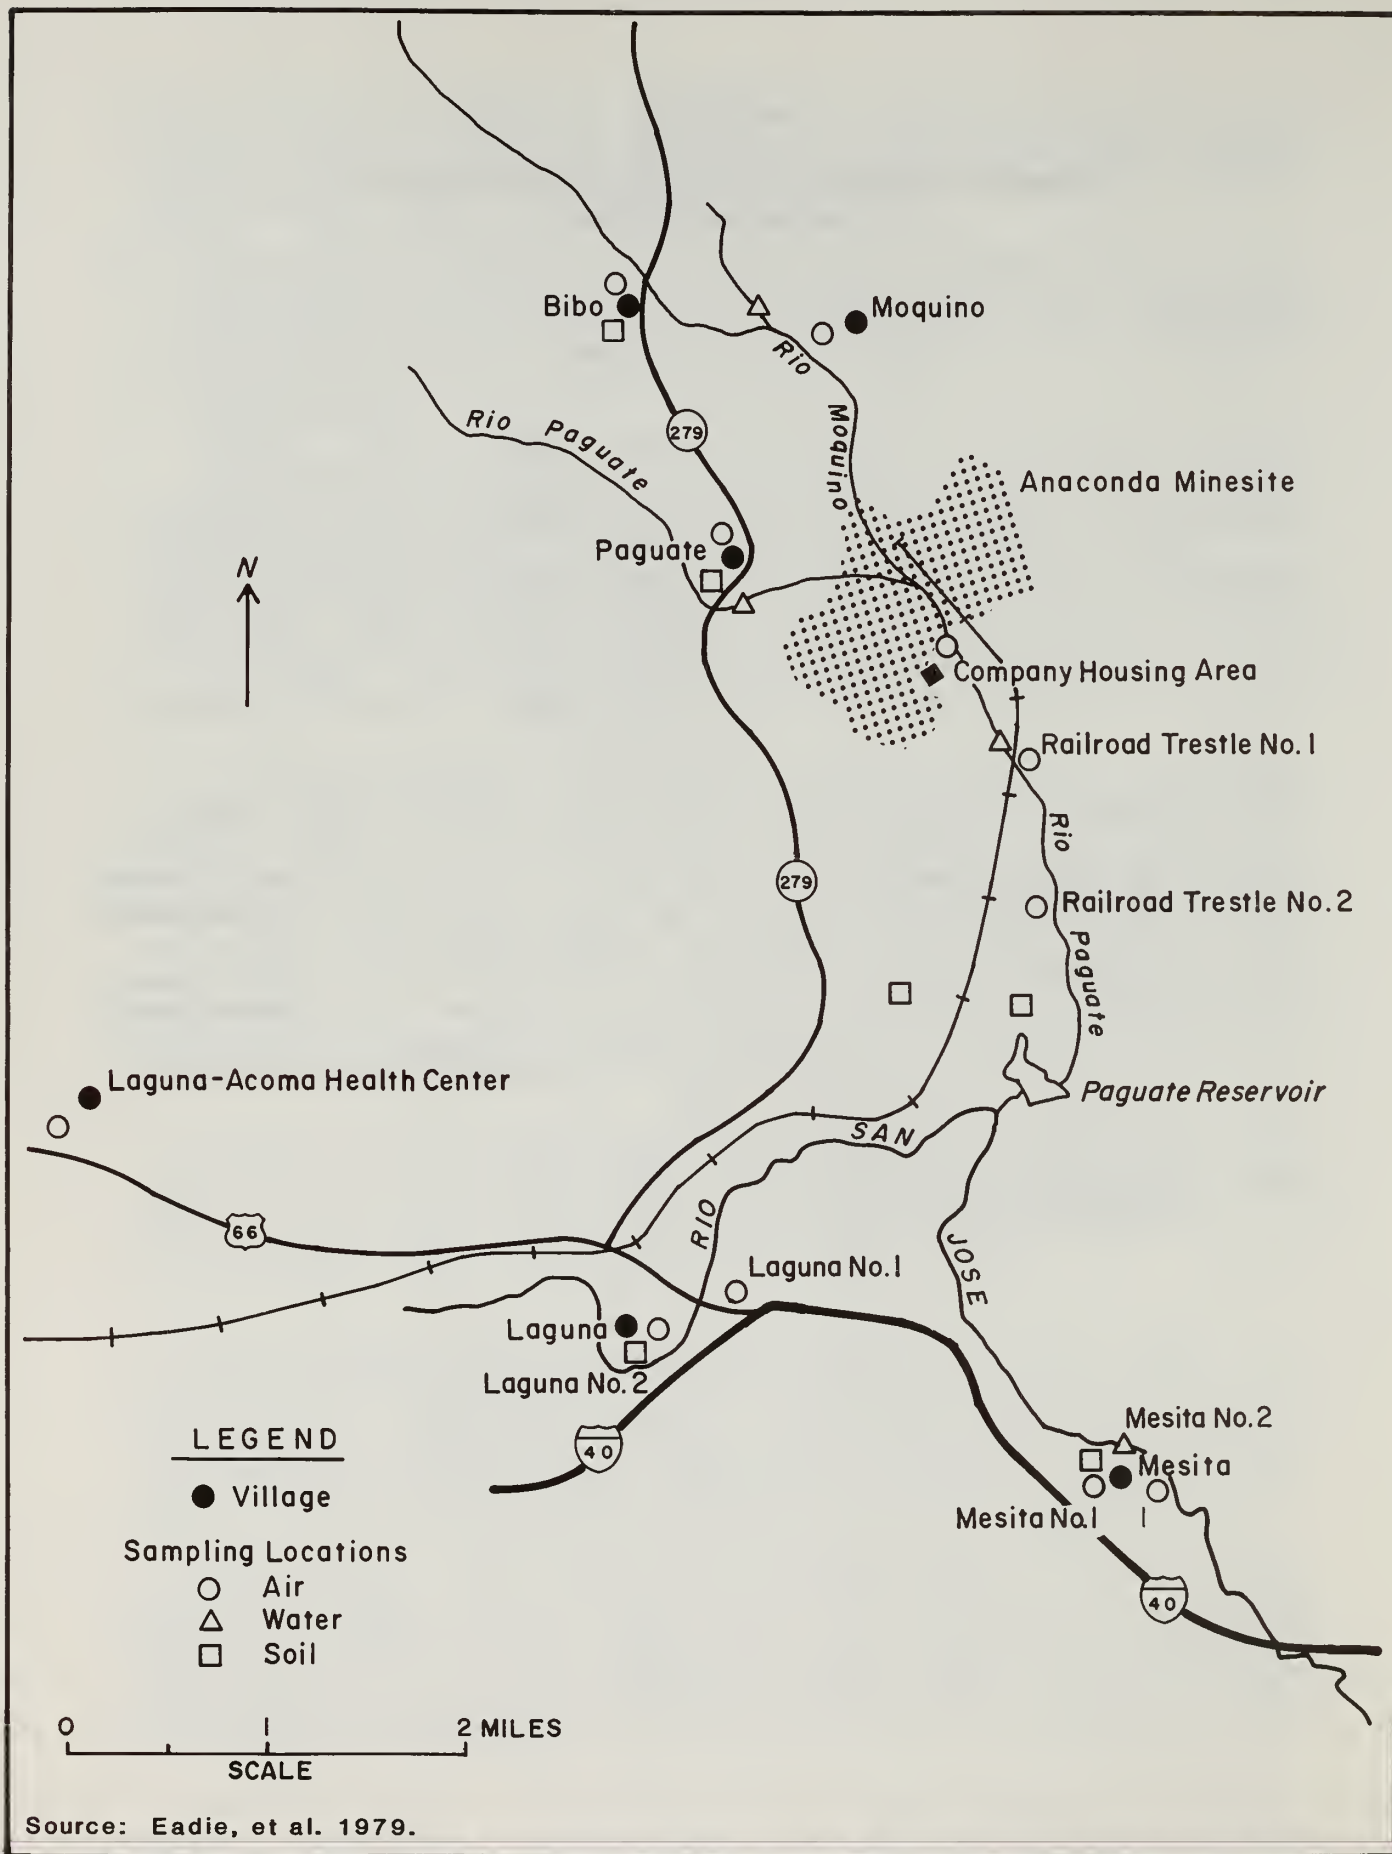 Bibo
Moquino
Rio
Moquino
Rio Paguate
279
Anaconda Minesite
Paguate
N
Company Housing Area
Railroad Trestle No. 1
Rio
Paguate
279
Railroad Trestle No. 2
Laguna-Acoma Health Center
Paguate Reservoir
SAN
RIO
JOSE
66
Laguna No. 1
Laguna
Laguna No. 2
40
Mesita No. 2
Mesita
Mesita No. 1
40
LEGEND
Village
Sampling Locations
Air
Water
Soil
0 1 2 MILES
SCALE
Source: Eadie, et al. 1979.